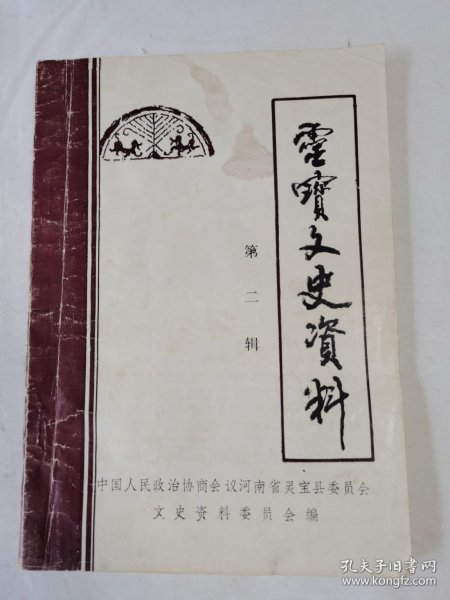 靈寶文史資料
第二辑
中国人民政治协商会议河南省灵宝县委员会
文史资料委员会编
孔夫子旧书网
www.kongfz.com